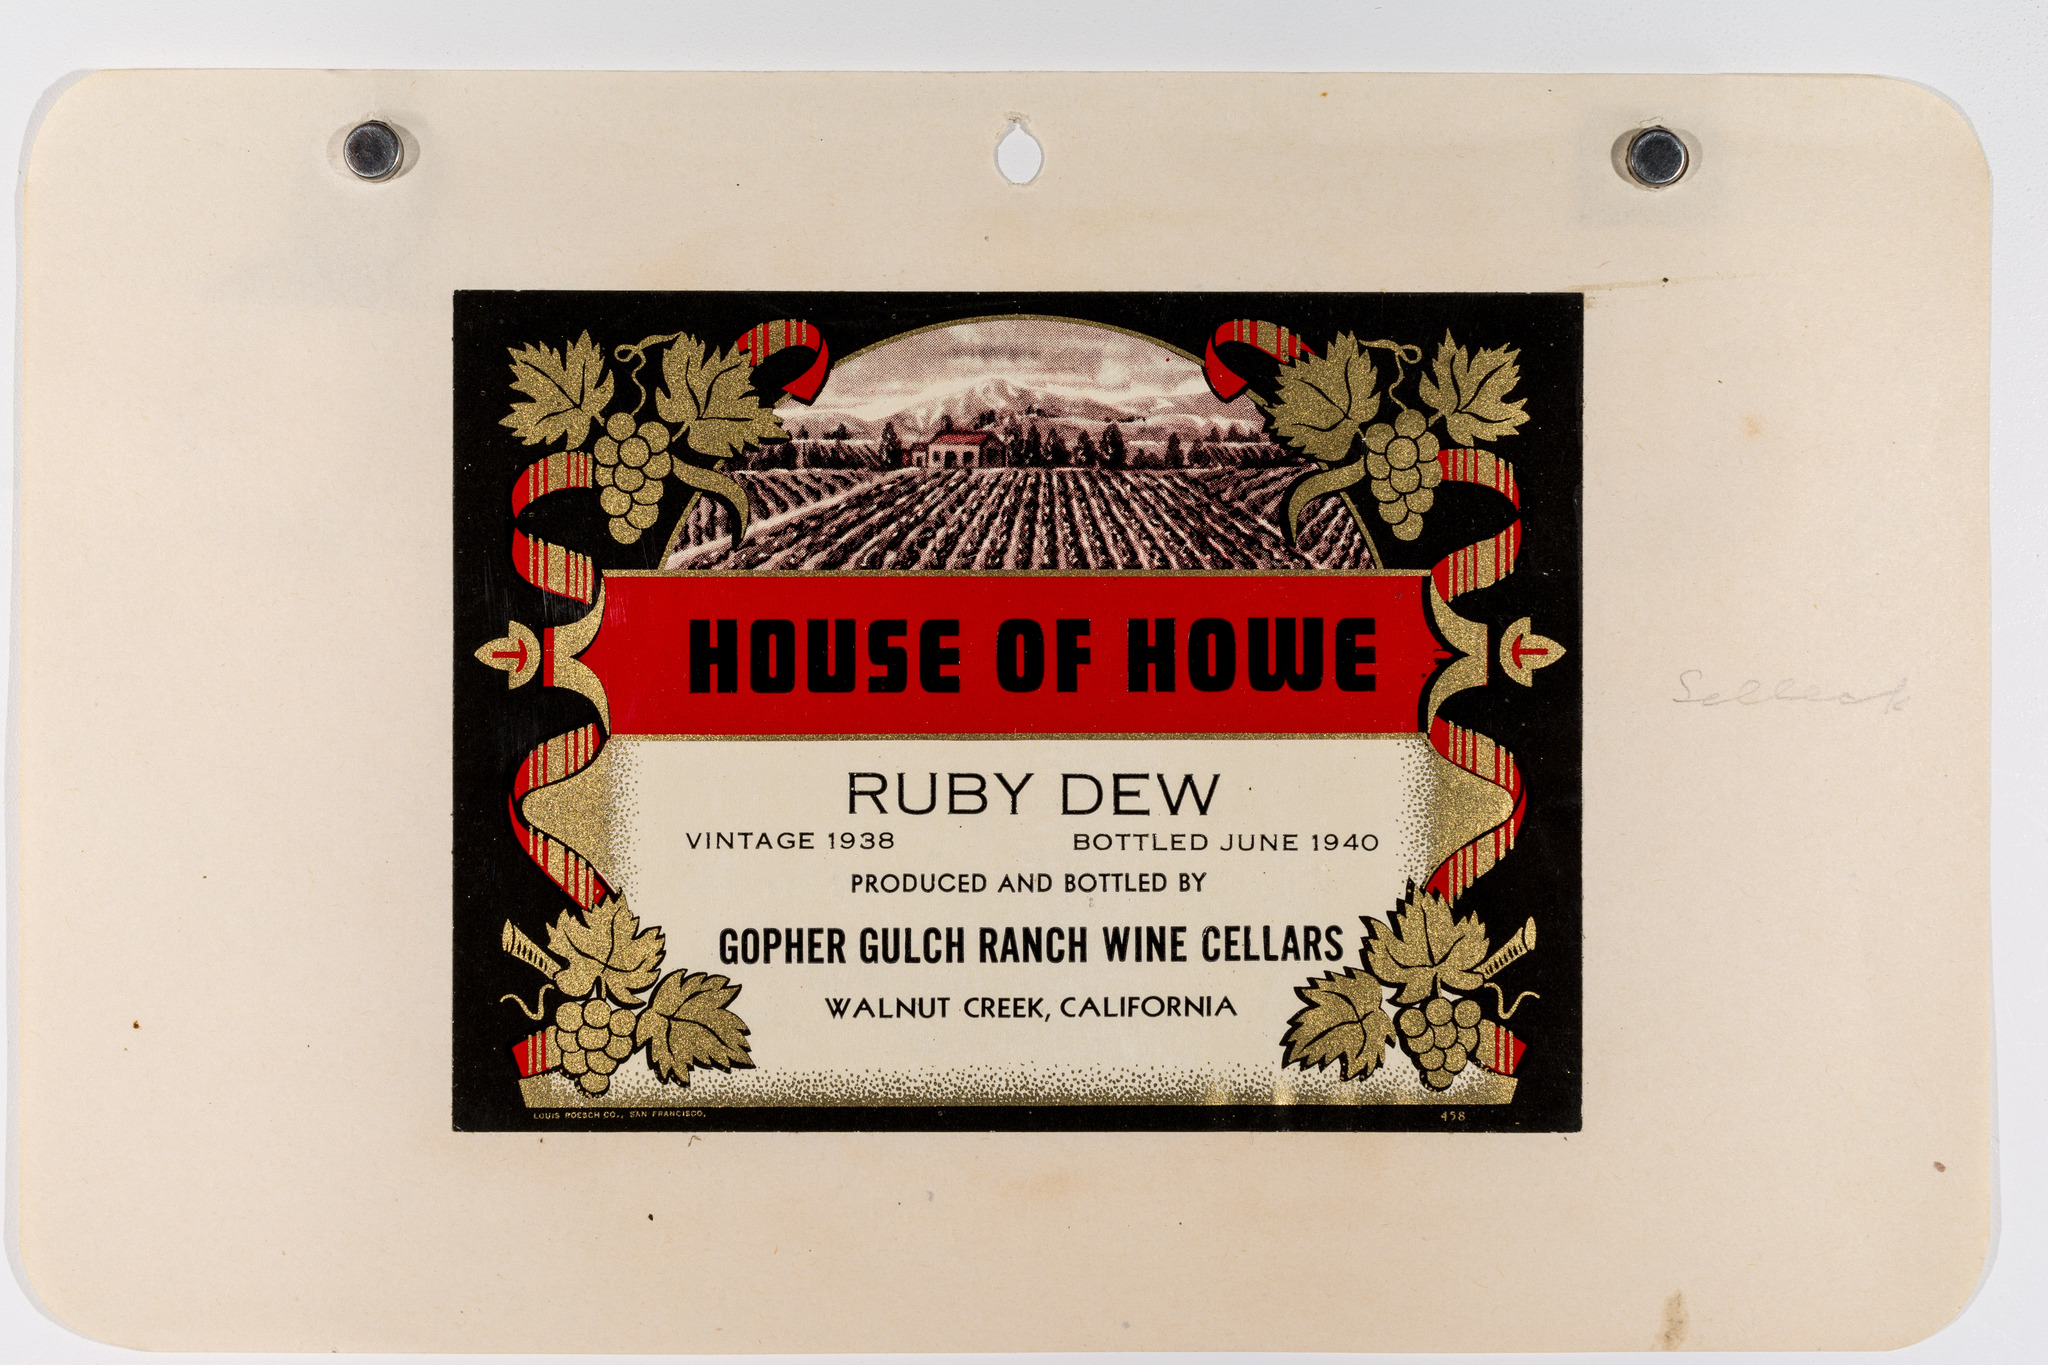 HOUSE OF HOWE
RUBY DEW
VINTAGE 1938 BOTTLED JUNE 1940
PRODUCED AND BOTTLED BY
GOPHER GULCH RANCH WINE CELLARS
WALNUT CREEK, CALIFORNIA
LOUIS ROESCH CO., SAN FRANCISCO. 458